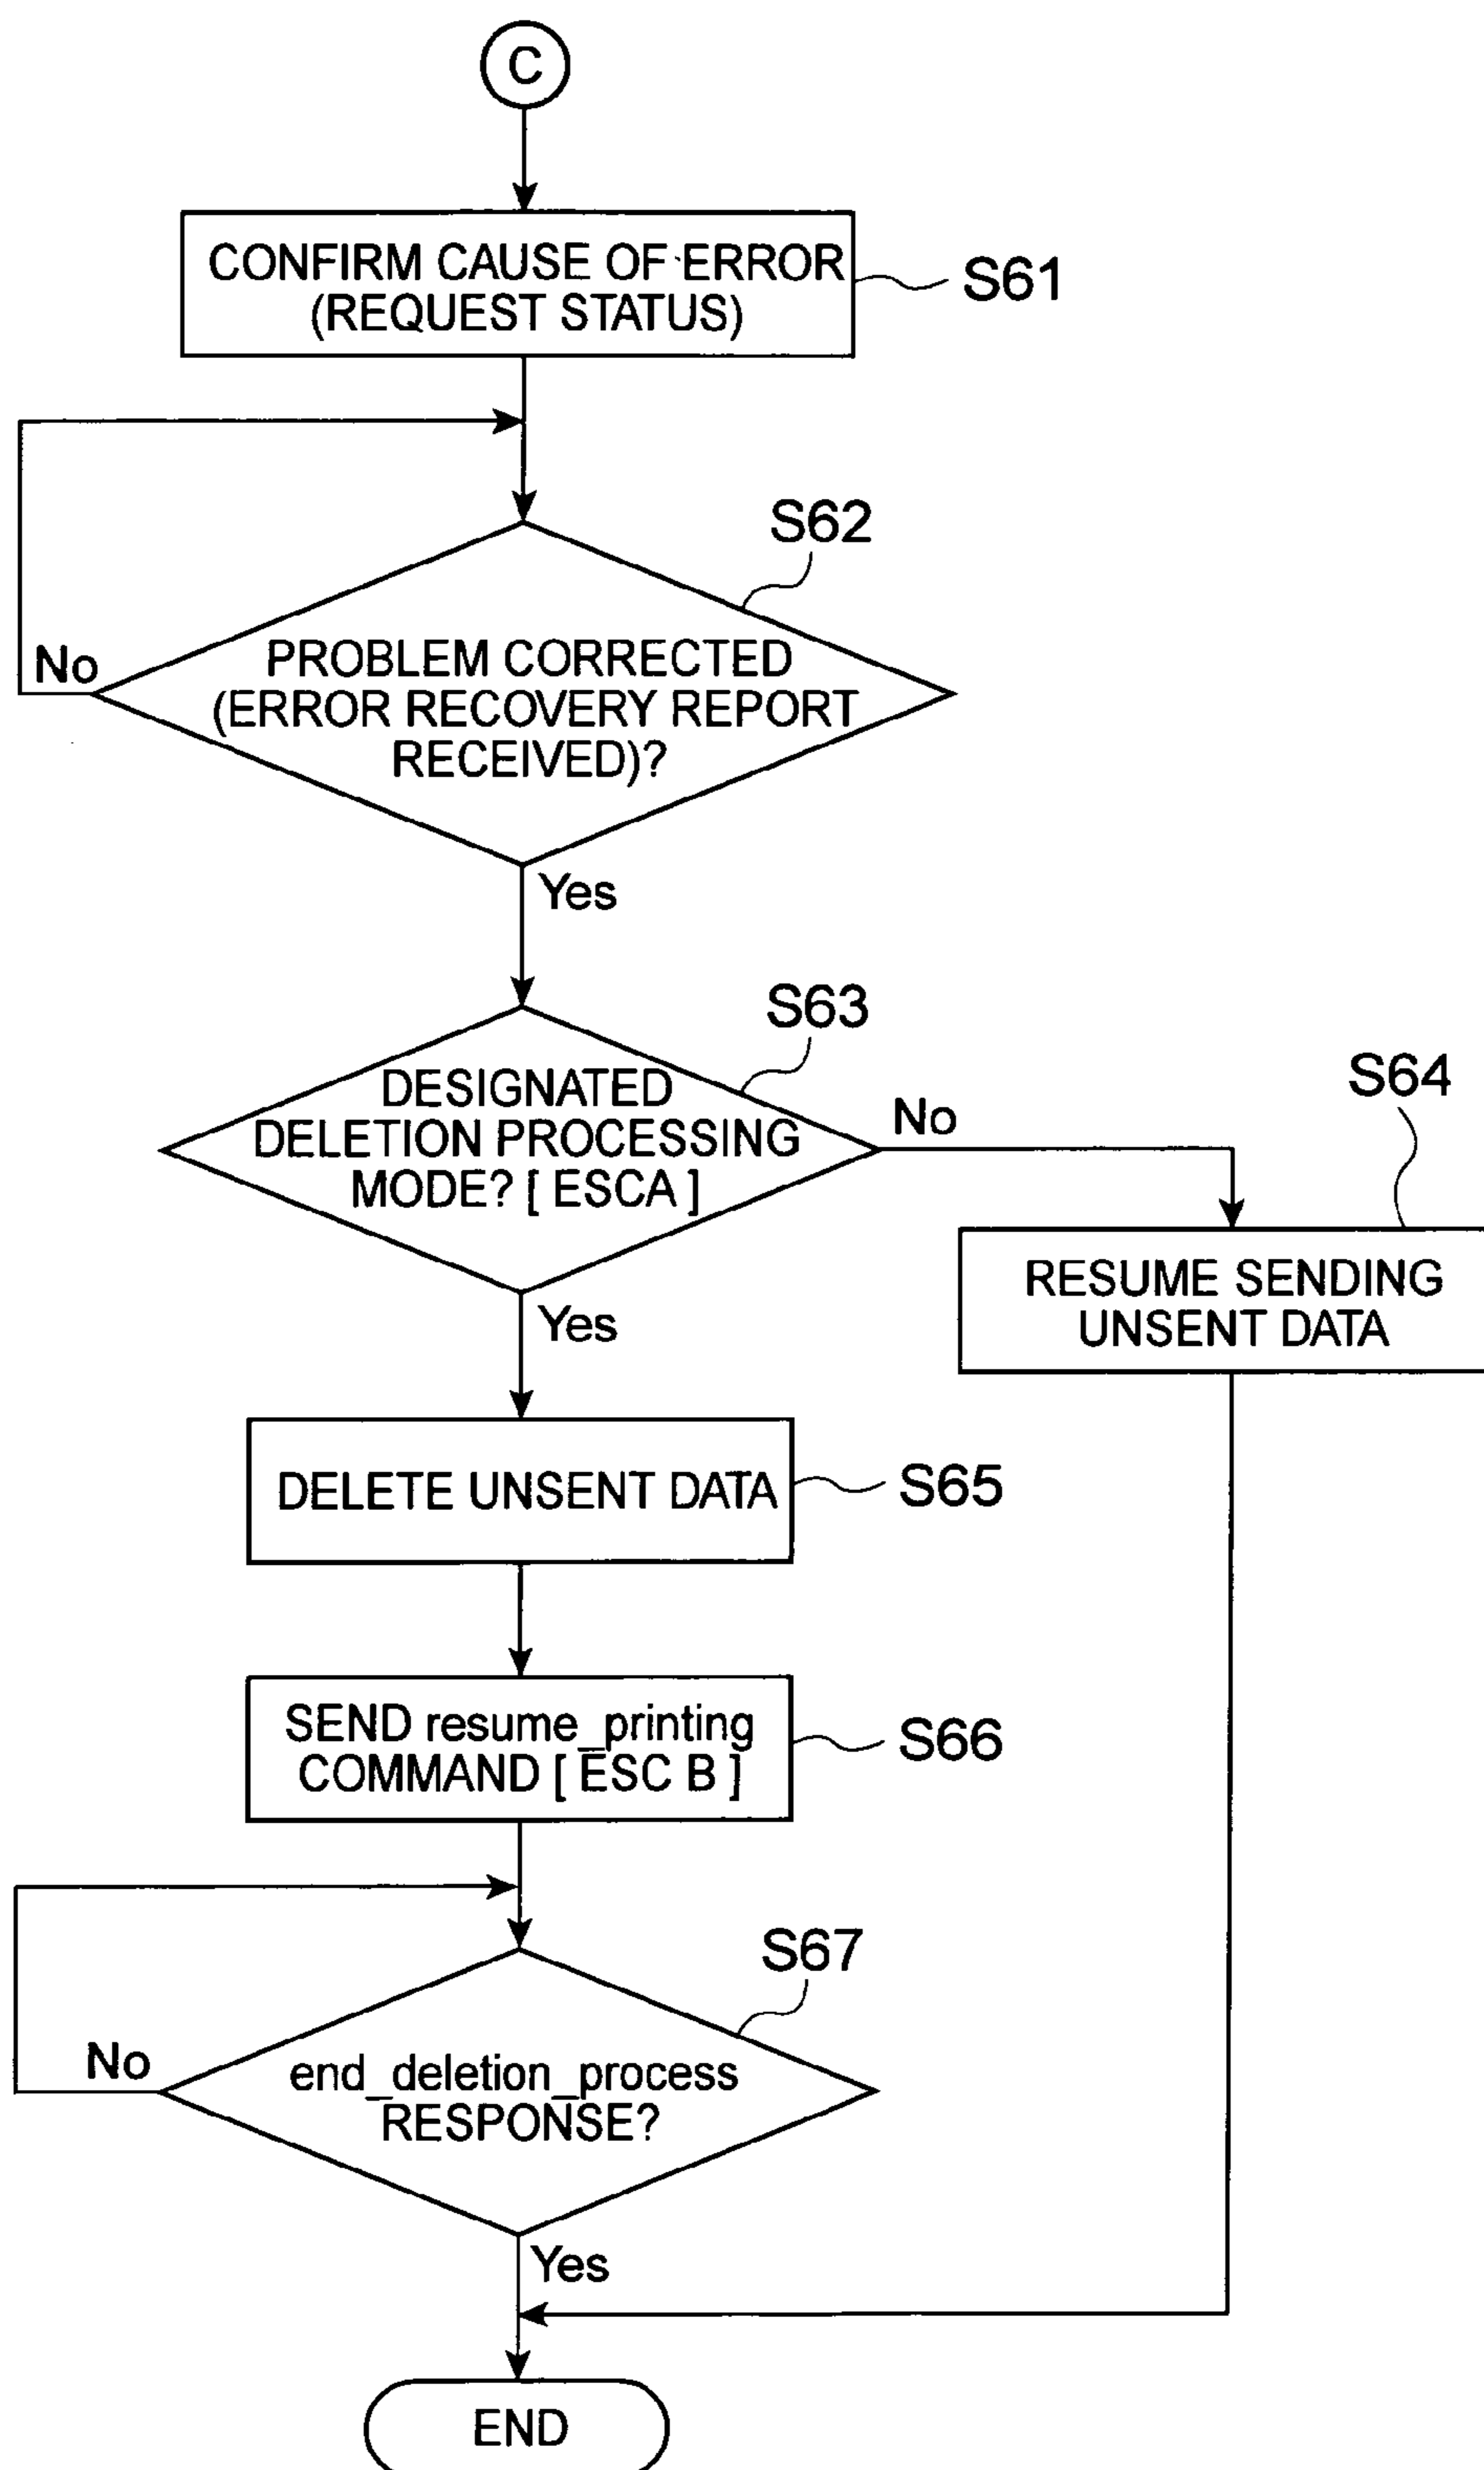 C
CONFIRM CAUSE OF ERROR
(REQUEST STATUS)
S61
S62
No
PROBLEM CORRECTED
(ERROR RECOVERY REPORT
RECEIVED)?
Yes
S63
DESIGNATED
DELETION PROCESSING
MODE? [ ESCA ]
No
S64
RESUME SENDING
UNSENT DATA
Yes
DELETE UNSENT DATA
S65
SEND resume_printing
COMMAND [ ESC B ]
S66
S67
No
end_deletion_process
RESPONSE?
Yes
END